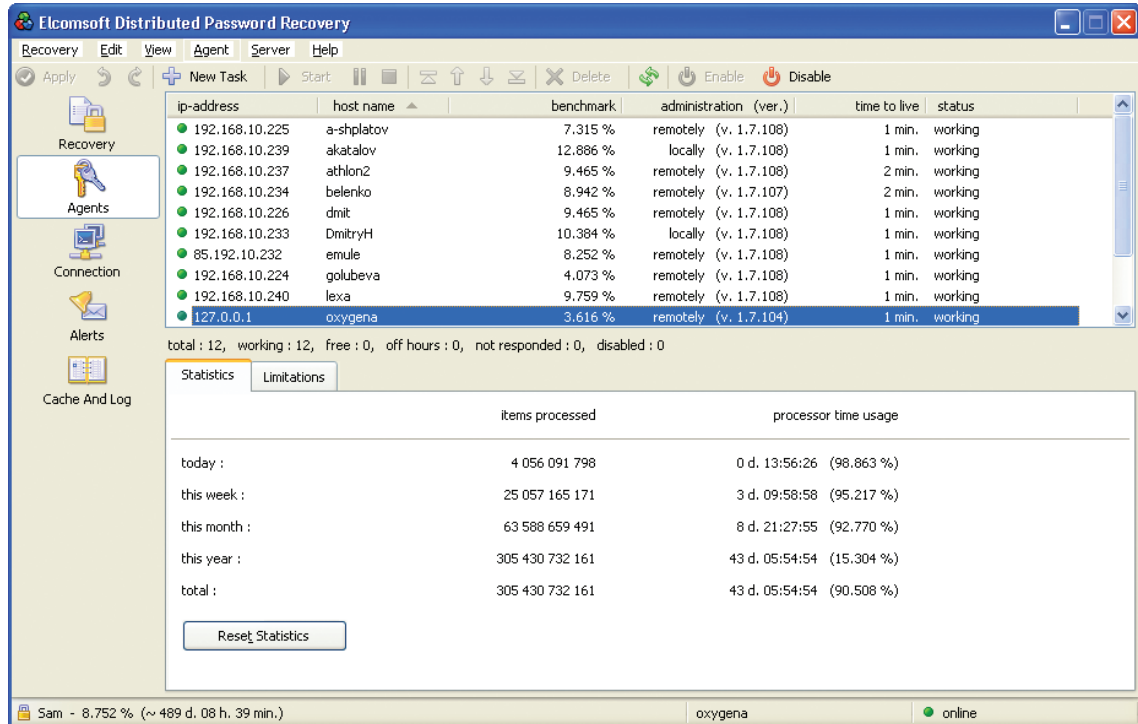 Elcomsoft Distributed Password Recovery
Recovery Edit View Agent Server Help
Apply New Task Start Delete Enable Disable
Recovery
Agents
Connection
Alerts
Cache And Log
ip-address host name benchmark administration (ver.) time to live status
192.168.10.225 a-shplatov 7.315 % remotely (v. 1.7.108) 1 min. working
192.168.10.239 akatalov 12.886 % locally (v. 1.7.108) 1 min. working
192.168.10.237 athlon2 9.465 % remotely (v. 1.7.108) 2 min. working
192.168.10.234 belenko 8.942 % remotely (v. 1.7.107) 2 min. working
192.168.10.226 dmit 9.465 % remotely (v. 1.7.108) 1 min. working
192.168.10.233 DmitryH 10.384 % locally (v. 1.7.108) 1 min. working
85.192.10.232 emule 8.252 % remotely (v. 1.7.108) 1 min. working
192.168.10.224 golubeva 4.073 % remotely (v. 1.7.108) 1 min. working
192.168.10.240 lexa 9.759 % remotely (v. 1.7.108) 1 min. working
127.0.0.1 oxygena 3.616 % remotely (v. 1.7.104) 1 min. working
total : 12, working : 12, free : 0, off hours : 0, not responded : 0, disabled : 0
Statistics Limitations
items processed processor time usage
today : 4 056 091 798 0 d. 13:56:26 (98.863 %)
this week : 25 057 165 171 3 d. 09:58:58 (95.217 %)
this month : 63 588 659 491 8 d. 21:27:55 (92.770 %)
this year : 305 430 732 161 43 d. 05:54:54 (15.304 %)
total : 305 430 732 161 43 d. 05:54:54 (90.508 %)
Reset Statistics
Sam - 8.752 % (~ 489 d. 08 h. 39 min.) oxygena online